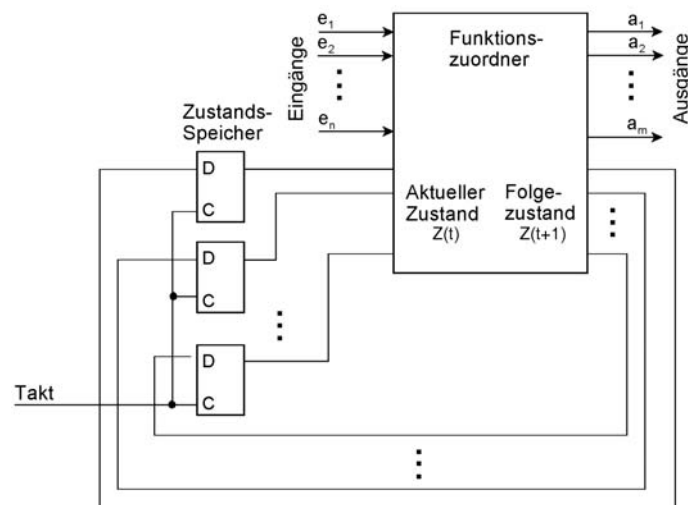 e1
e2
en
Eingänge
Funktions-
zuordner
a1
a2
am
Ausgänge
Zustands-
Speicher
D
C
Aktueller
Zustand
Z(t)
Folge-
zustand
Z(t+1)
D
C
D
C
Takt